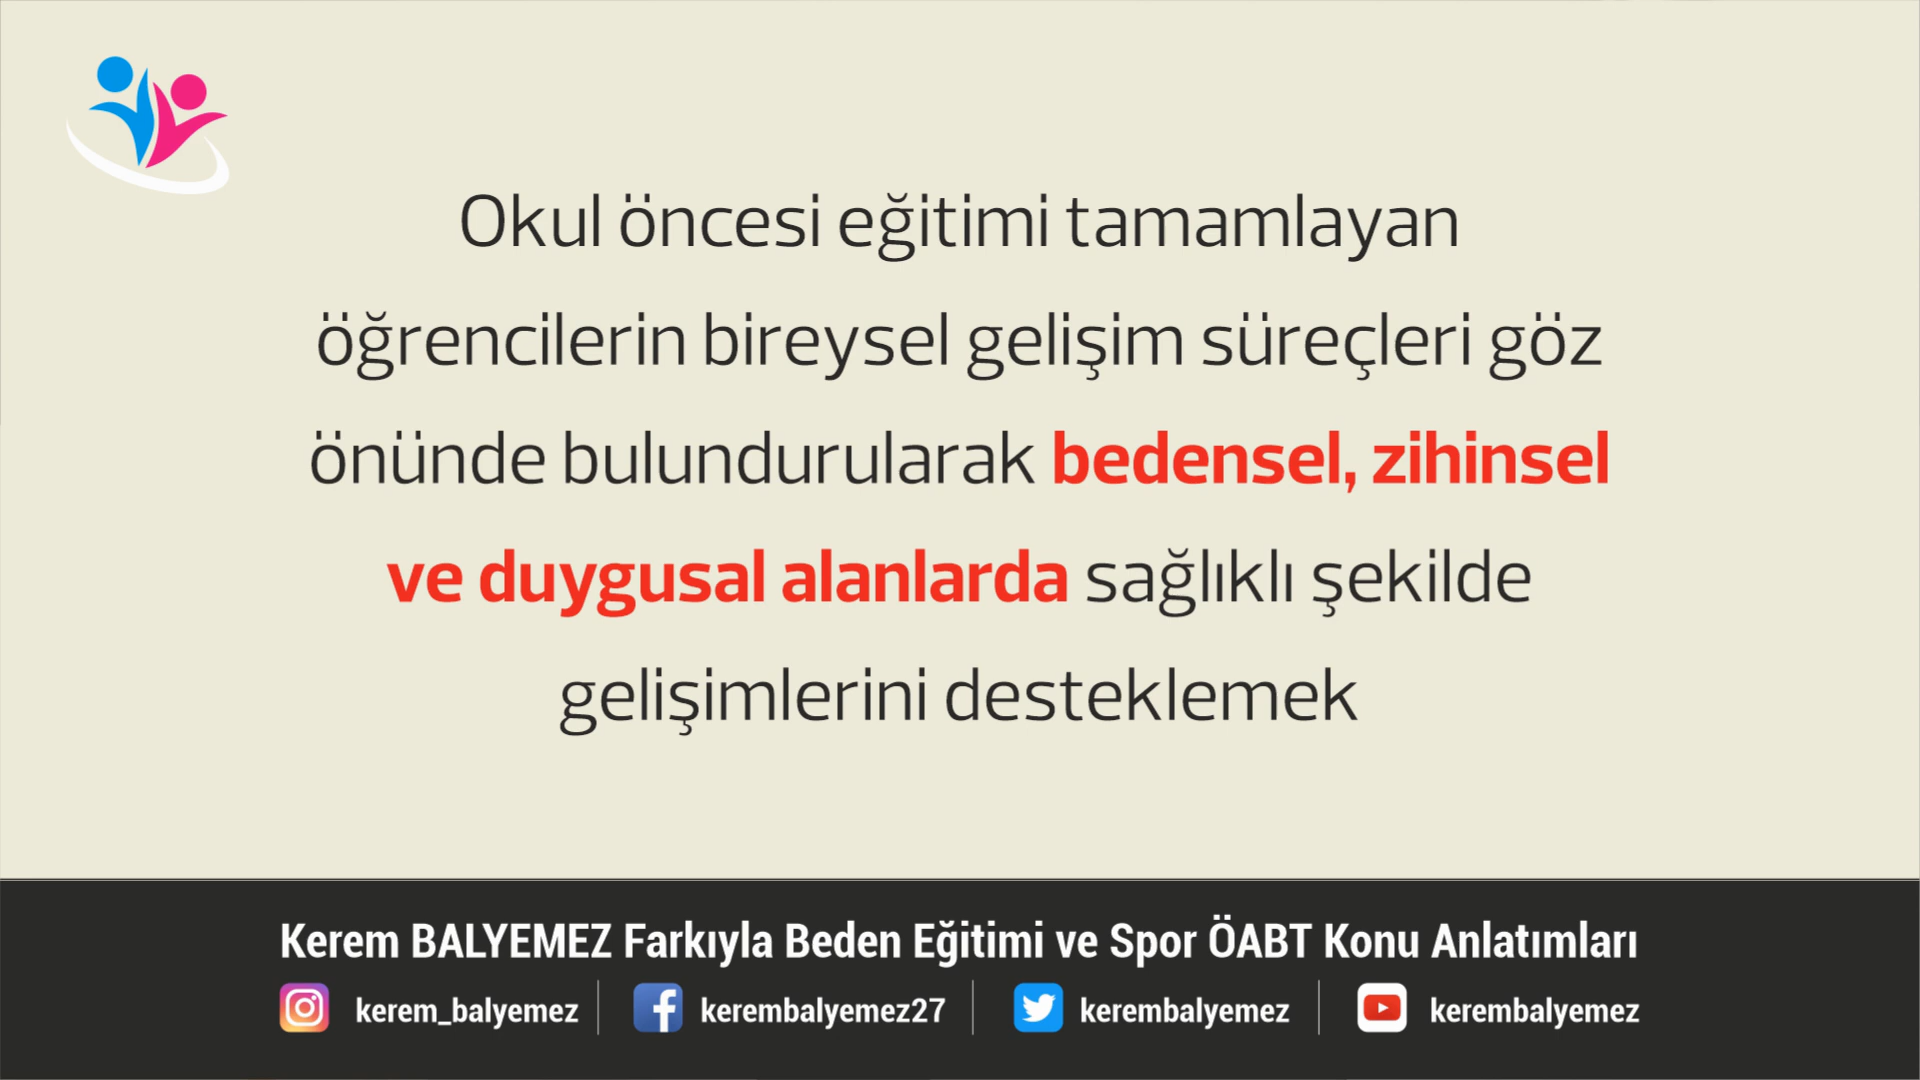 Okul öncesi eğitimi tamamlayan
öğrencilerin bireysel gelişim süreçleri göz
önünde bulundurularak bedensel, zihinsel
ve duygusal alanlarda sağlıklı şekilde
gelişimlerini desteklemek
Kerem BALYEMEZ Farkıyla Beden Eğitimi ve Spor ÖABT Konu Anlatımları
kerem_balyemez kerembalyemez27 kerembalyemez kerembalyemez